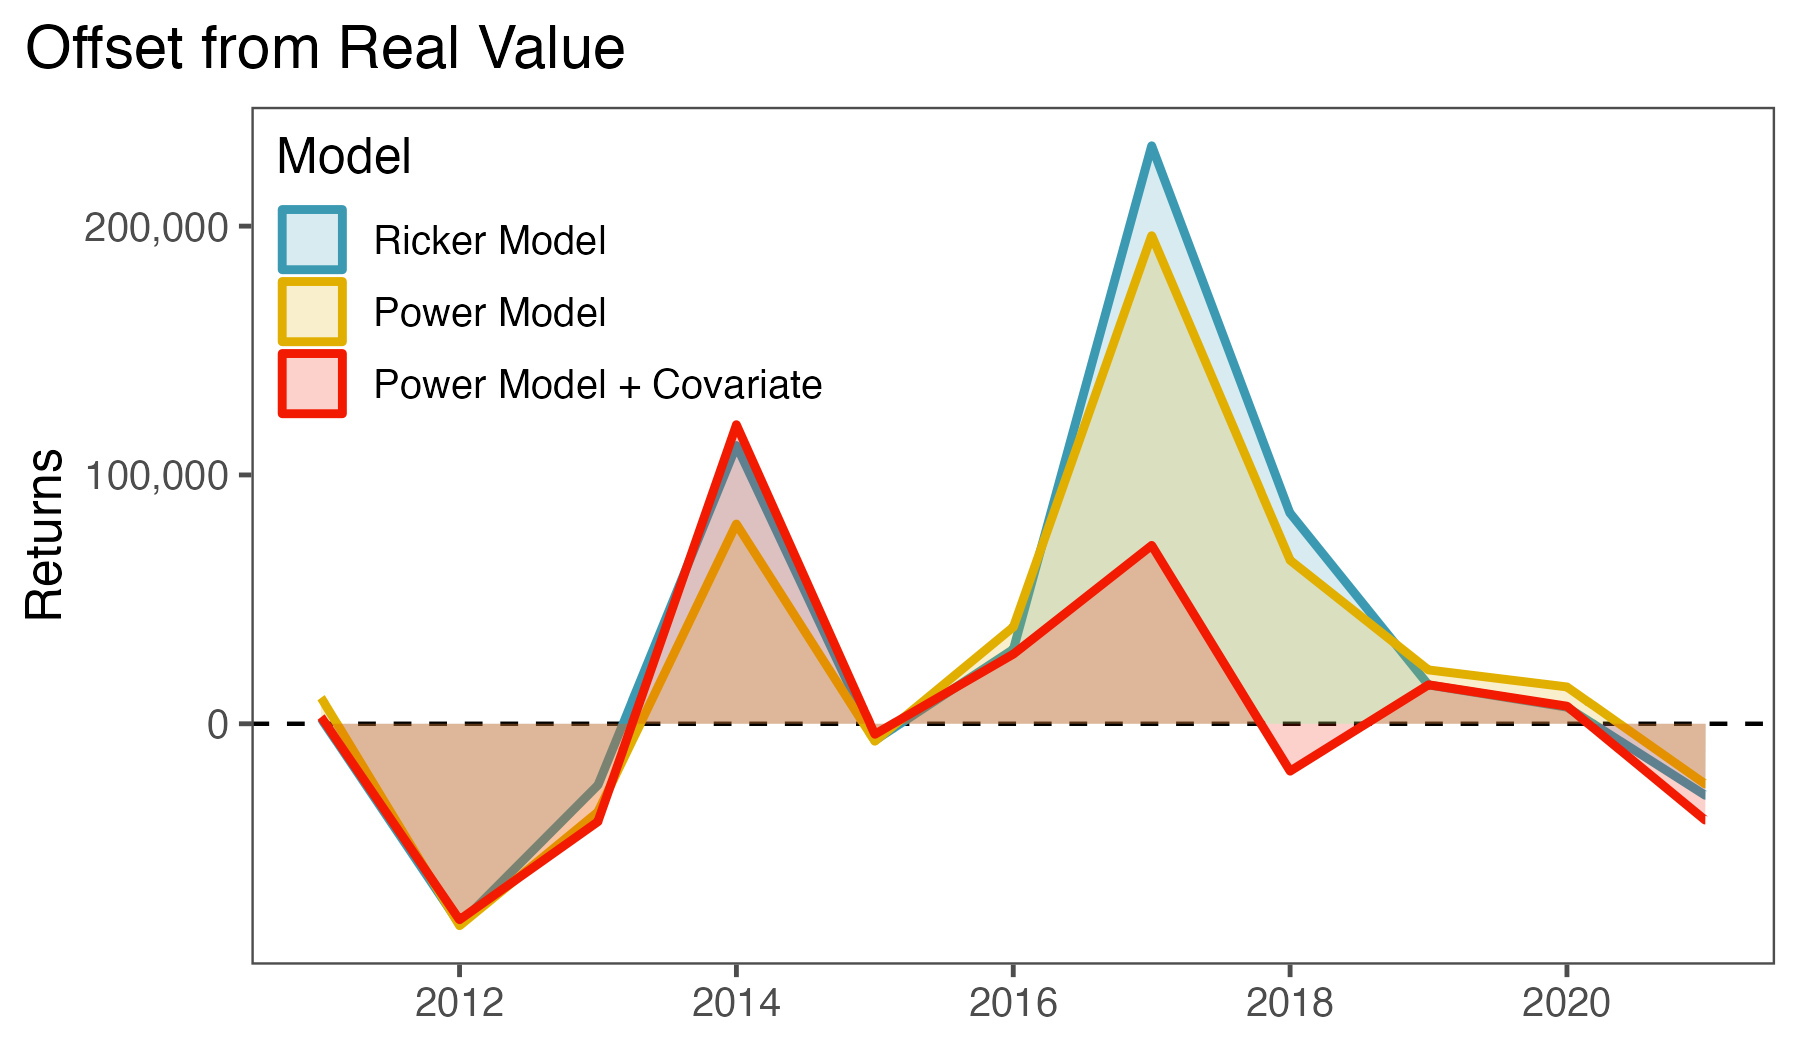 Offset from Real Value
Model
Ricker Model
Power Model
Power Model + Covariate
Returns
200,000
100,000
0
2012 2014 2016 2018 2020